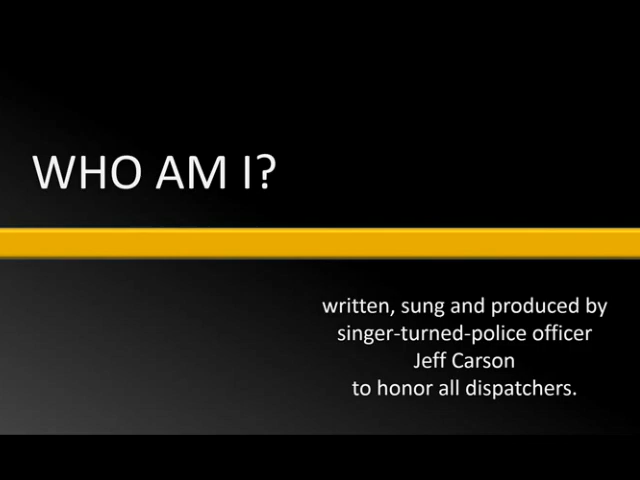 WHO AM I?
written, sung and produced by
singer-turned-police officer
Jeff Carson
to honor all dispatchers.